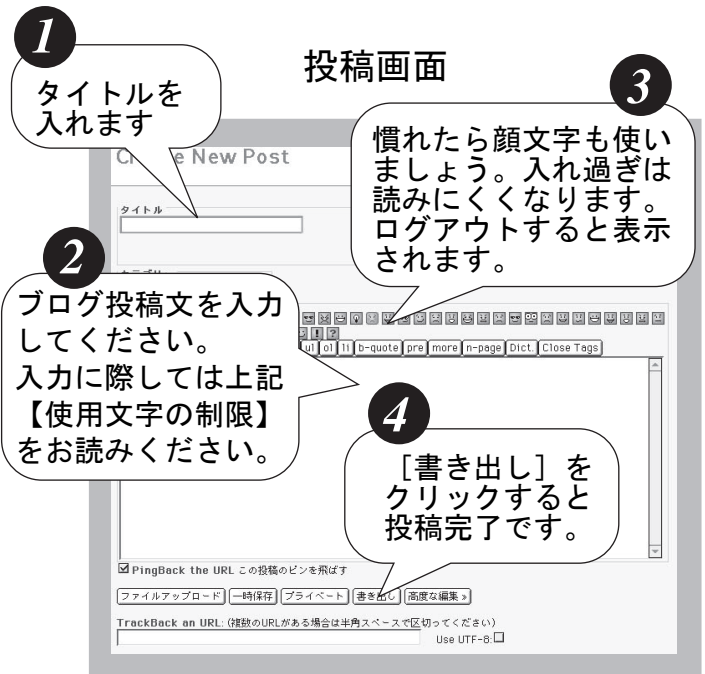 投稿画面
1
タイトルを
入れます
3
慣れたら顔文字も使い
ましょう。入れ過ぎは
読みにくくなります。
ログアウトすると表示
されます。
New Post
タイトル
2
ブログ投稿文を入力
してください。
入力に際しては上記
【使用文字の制限】
をお読みください。
ul ol li b-quote pre more n-page Dict. Close Tags
4
［書き出し］を
クリックすると
投稿完了です。
PingBack the URL この投稿のピンを飛ばす
ファイルアップロード 一時保存 プライベート 書き出し 高度な編集 »
TrackBack an URL: (複数のURLがある場合は半角スペースで区切ってください)
Use UTF-8: